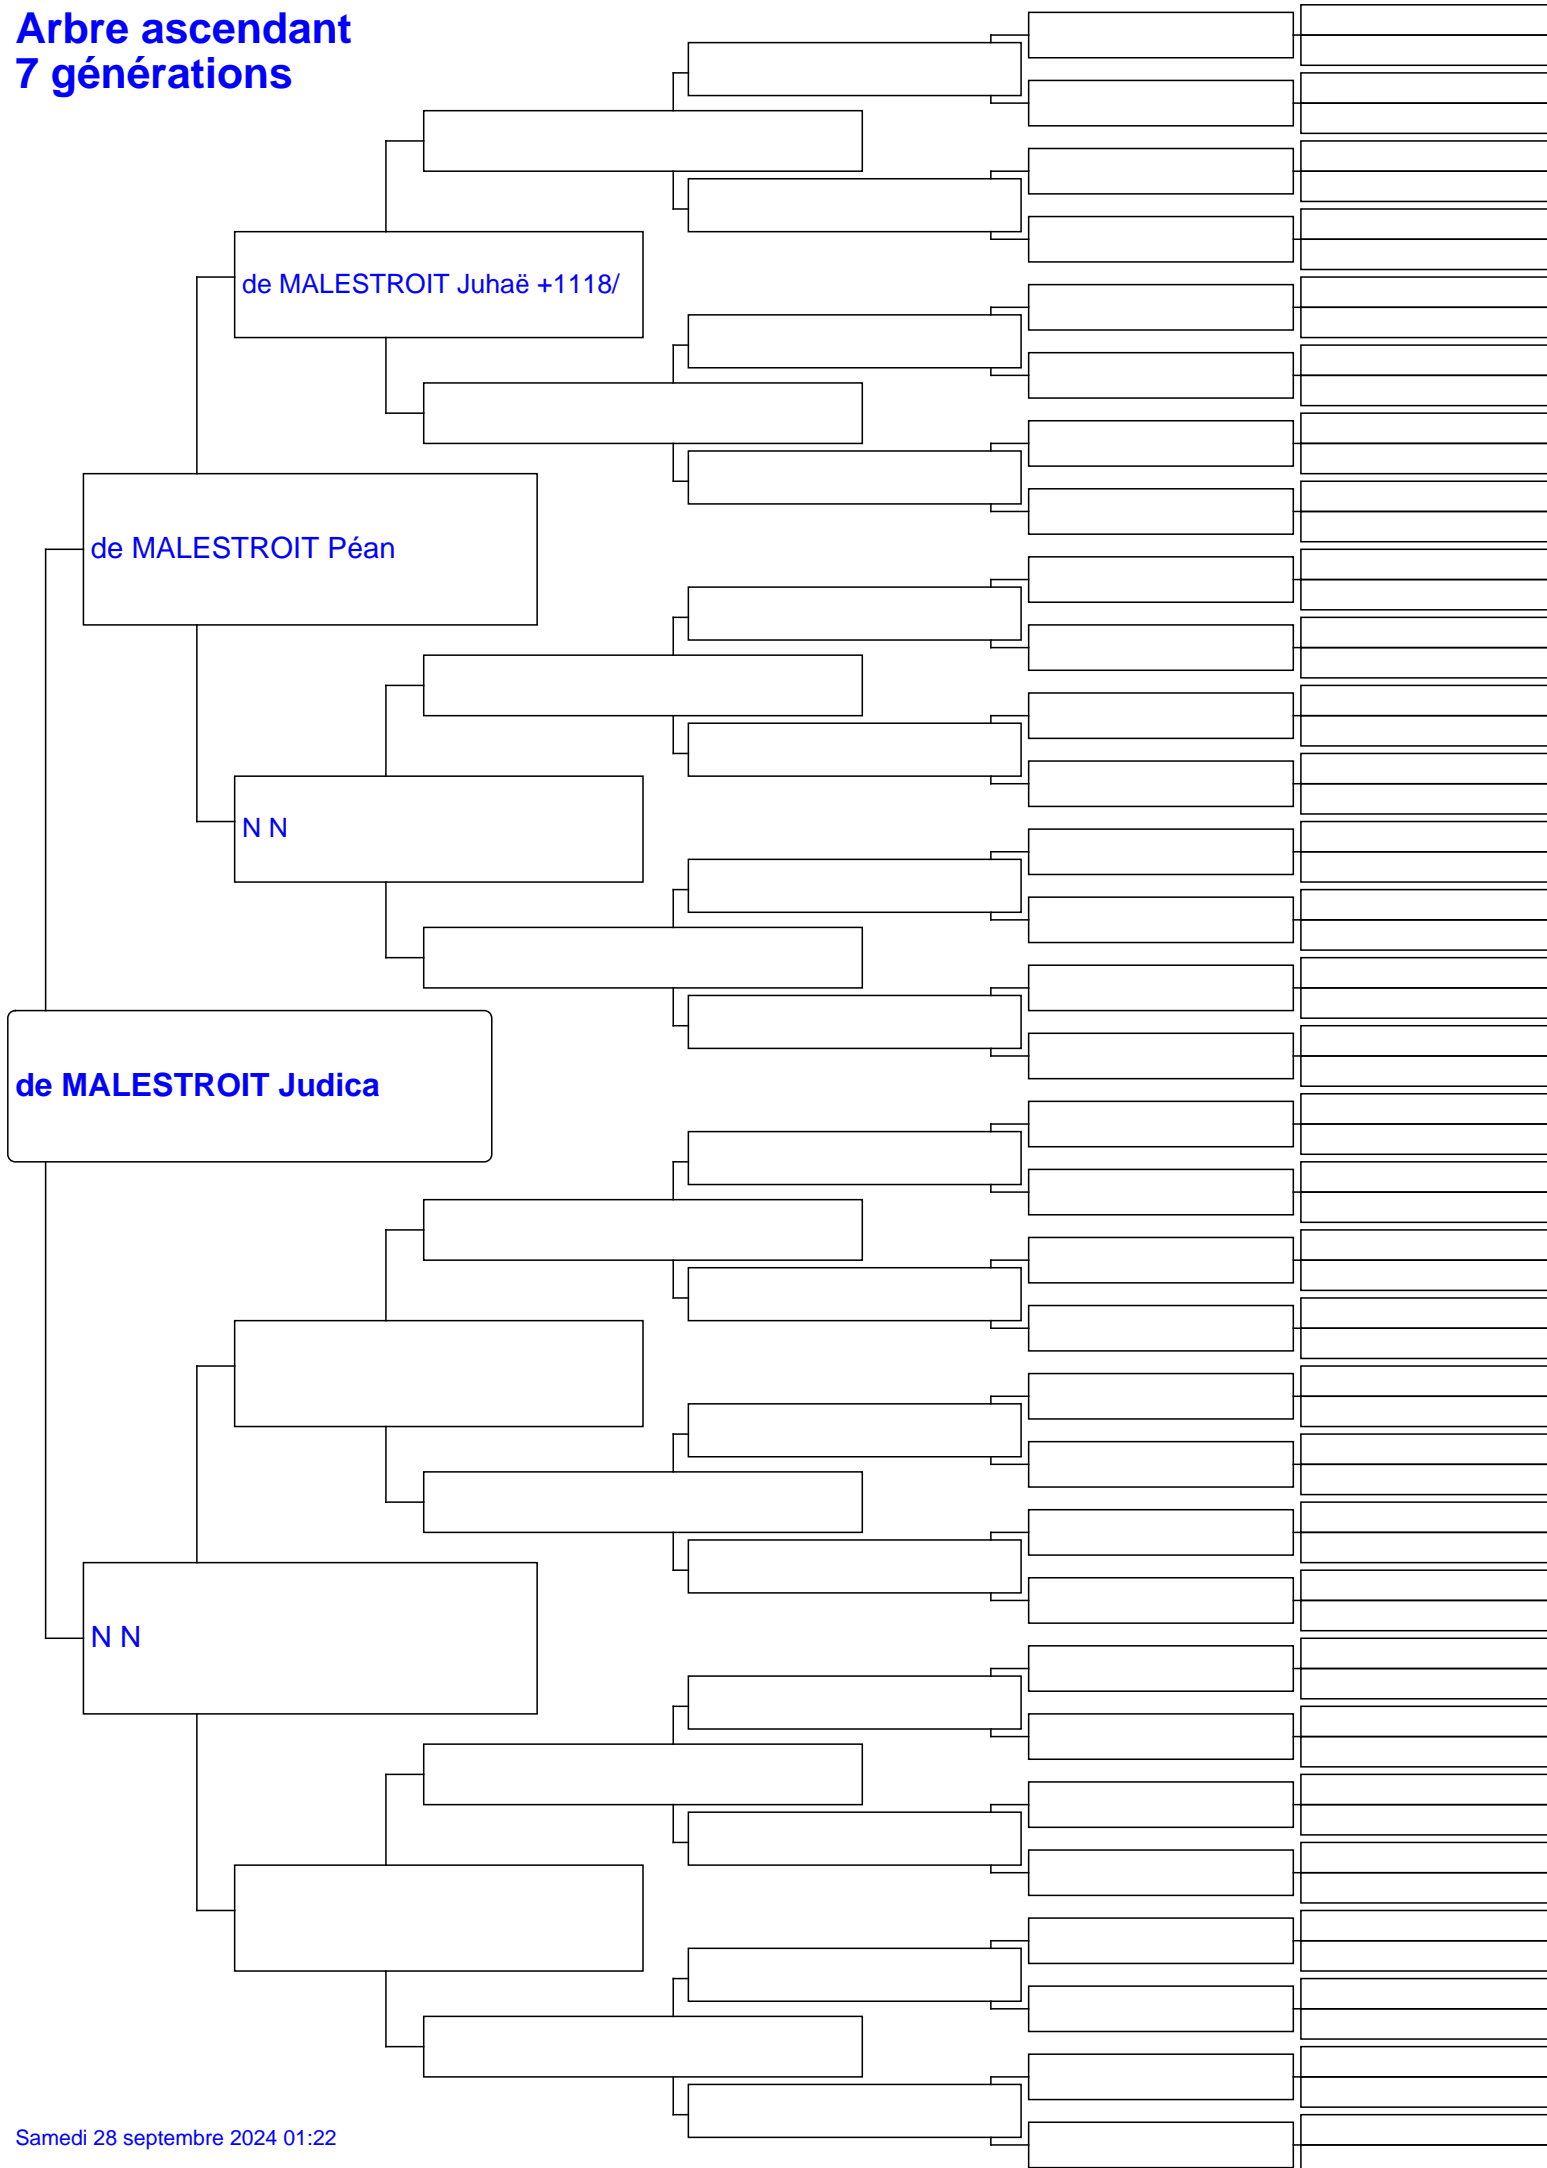 Arbre ascendant
7 générations
de MALESTROIT Juhaë +1118/
de MALESTROIT Péan
N N
de MALESTROIT Judica
N N
Samedi 28 septembre 2024 01:22